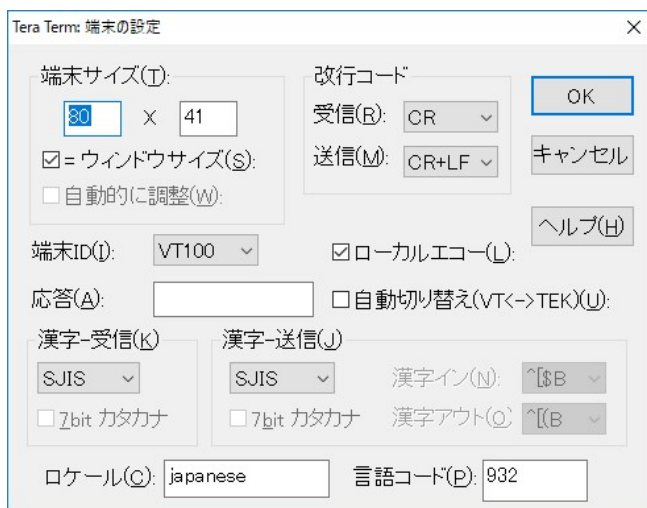 Tera Term: 端末の設定
端末サイズ(T):
80 X 41
☑= ウィンドウサイズ(S):
□自動的に調整(W):
改行コード
受信(R): CR
送信(M): CR+LF
OK
キャンセル
ヘルプ(H)
端末ID(I): VT100
☑ローカルエコー(L):
応答(A):
□自動切り替え(VT<->TEK)(U):
漢字-受信(K)
SJIS
□7bit カタカナ
漢字-送信(J)
SJIS
□7bit カタカナ
漢字イン(N): ^[$B
漢字アウト(O) ^[(B
ロケール(C): japanese
言語コード(P): 932